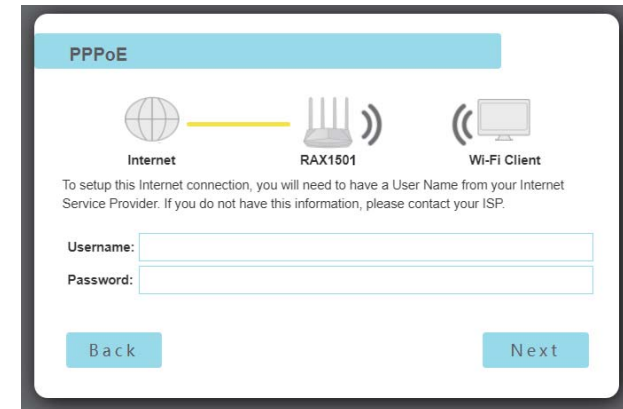 PPPoE
Internet
RAX1501
Wi-Fi Client
To setup this Internet connection, you will need to have a User Name from your Internet
Service Provider. If you do not have this information, please contact your ISP.
Username:
Password:
Back
Next